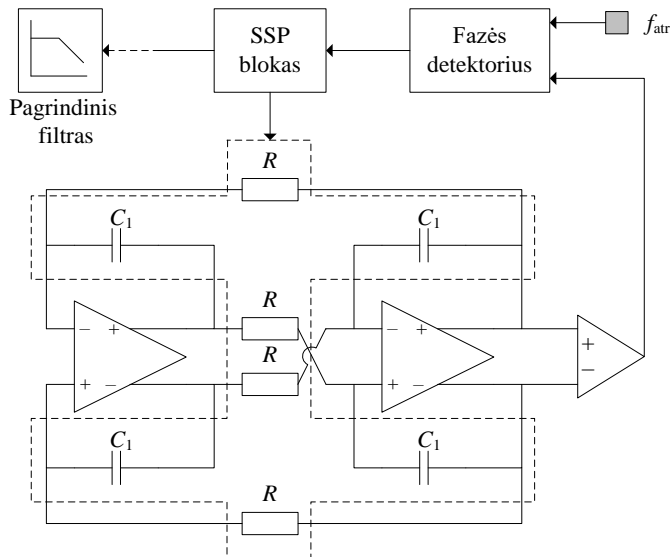 SSP
blokas
Fazės
detektorius
f_atr
Pagrindinis
filtras
R
C₁
C₁
R
− +
− +
R
+
−
+ −
+ −
C₁
C₁
R